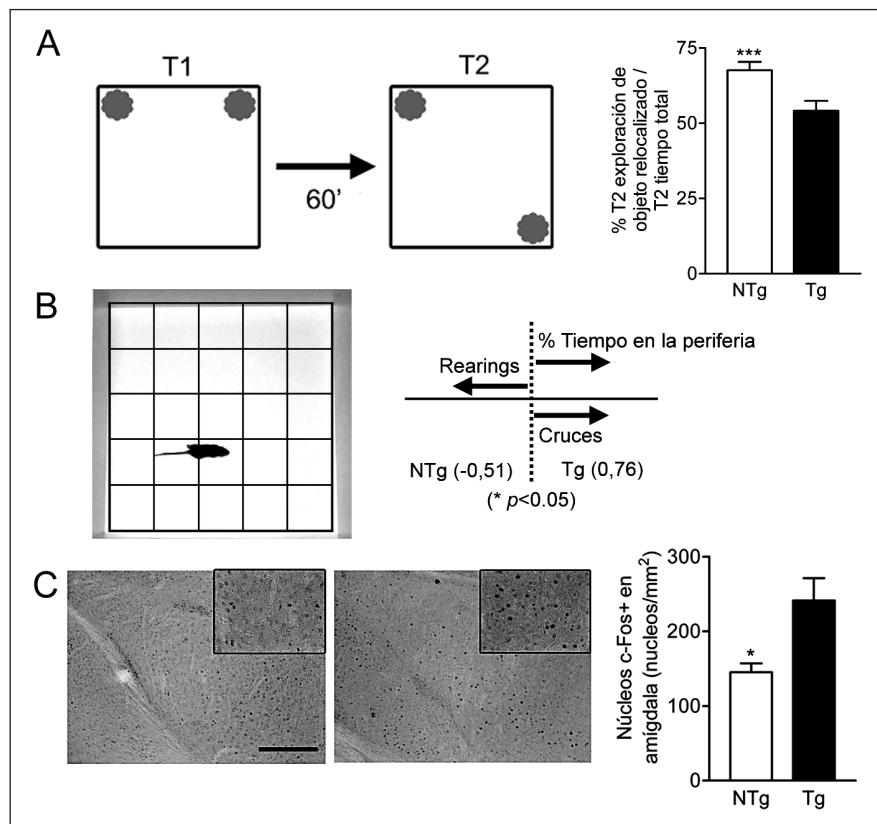 A
T1
T2
60'
% T2 exploración de
objeto relocalizado /
T2 tiempo total
75
50
25
0
***
NTg
Tg
B
Rearings
% Tiempo en la periferia
Cruces
NTg (-0,51)
Tg (0,76)
(* p<0.05)
C
Núcleos c-Fos+ en
amígdala (nucleos/mm²)
300
200
100
0
*
NTg
Tg